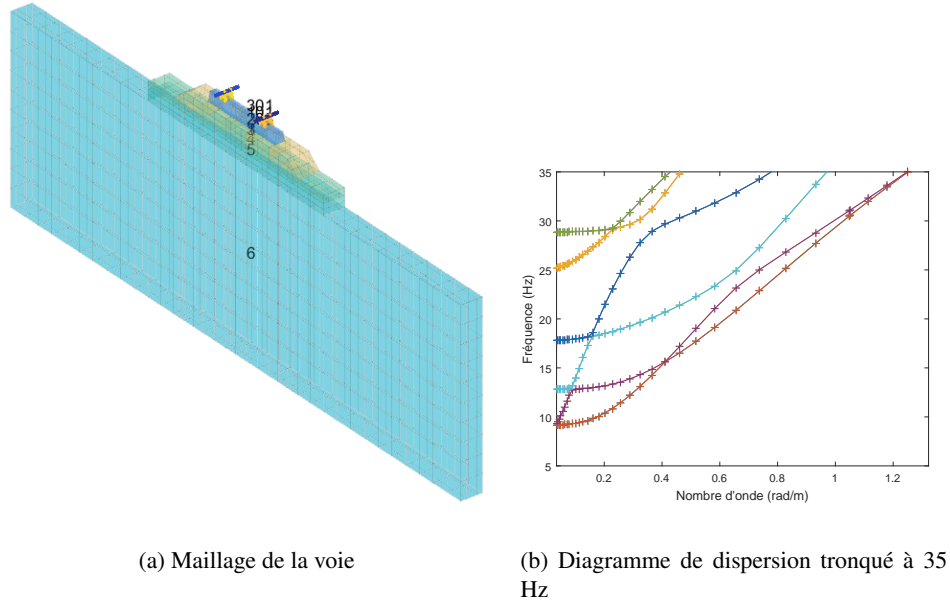 301
5
6
35
30
25
20
15
10
5
Fréquence (Hz)
0.2 0.4 0.6 0.8 1 1.2
Nombre d'onde (rad/m)
(a) Maillage de la voie
(b) Diagramme de dispersion tronqué à 35
Hz